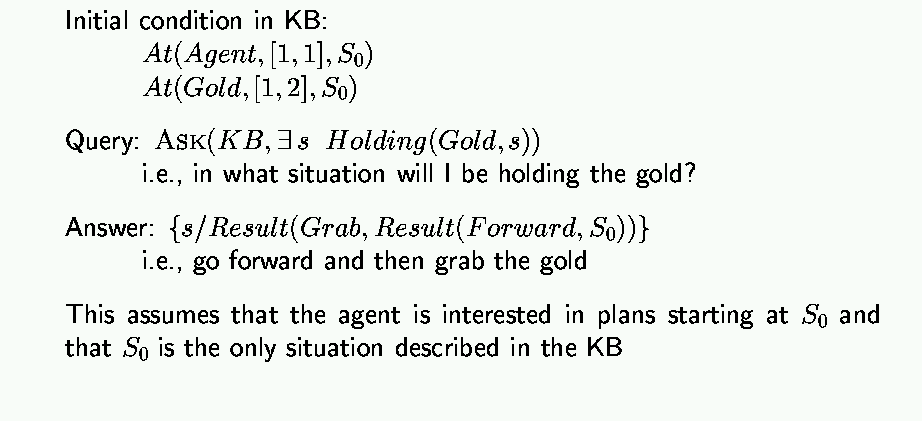 Initial condition in KB:
At(Agent, [1, 1], S₀)
At(Gold, [1, 2], S₀)
Query: ASK(KB, ∃ s Holding(Gold, s))
i.e., in what situation will I be holding the gold?
Answer: {s/Result(Grab, Result(Forward, S₀))}
i.e., go forward and then grab the gold
This assumes that the agent is interested in plans starting at S₀ and
that S₀ is the only situation described in the KB